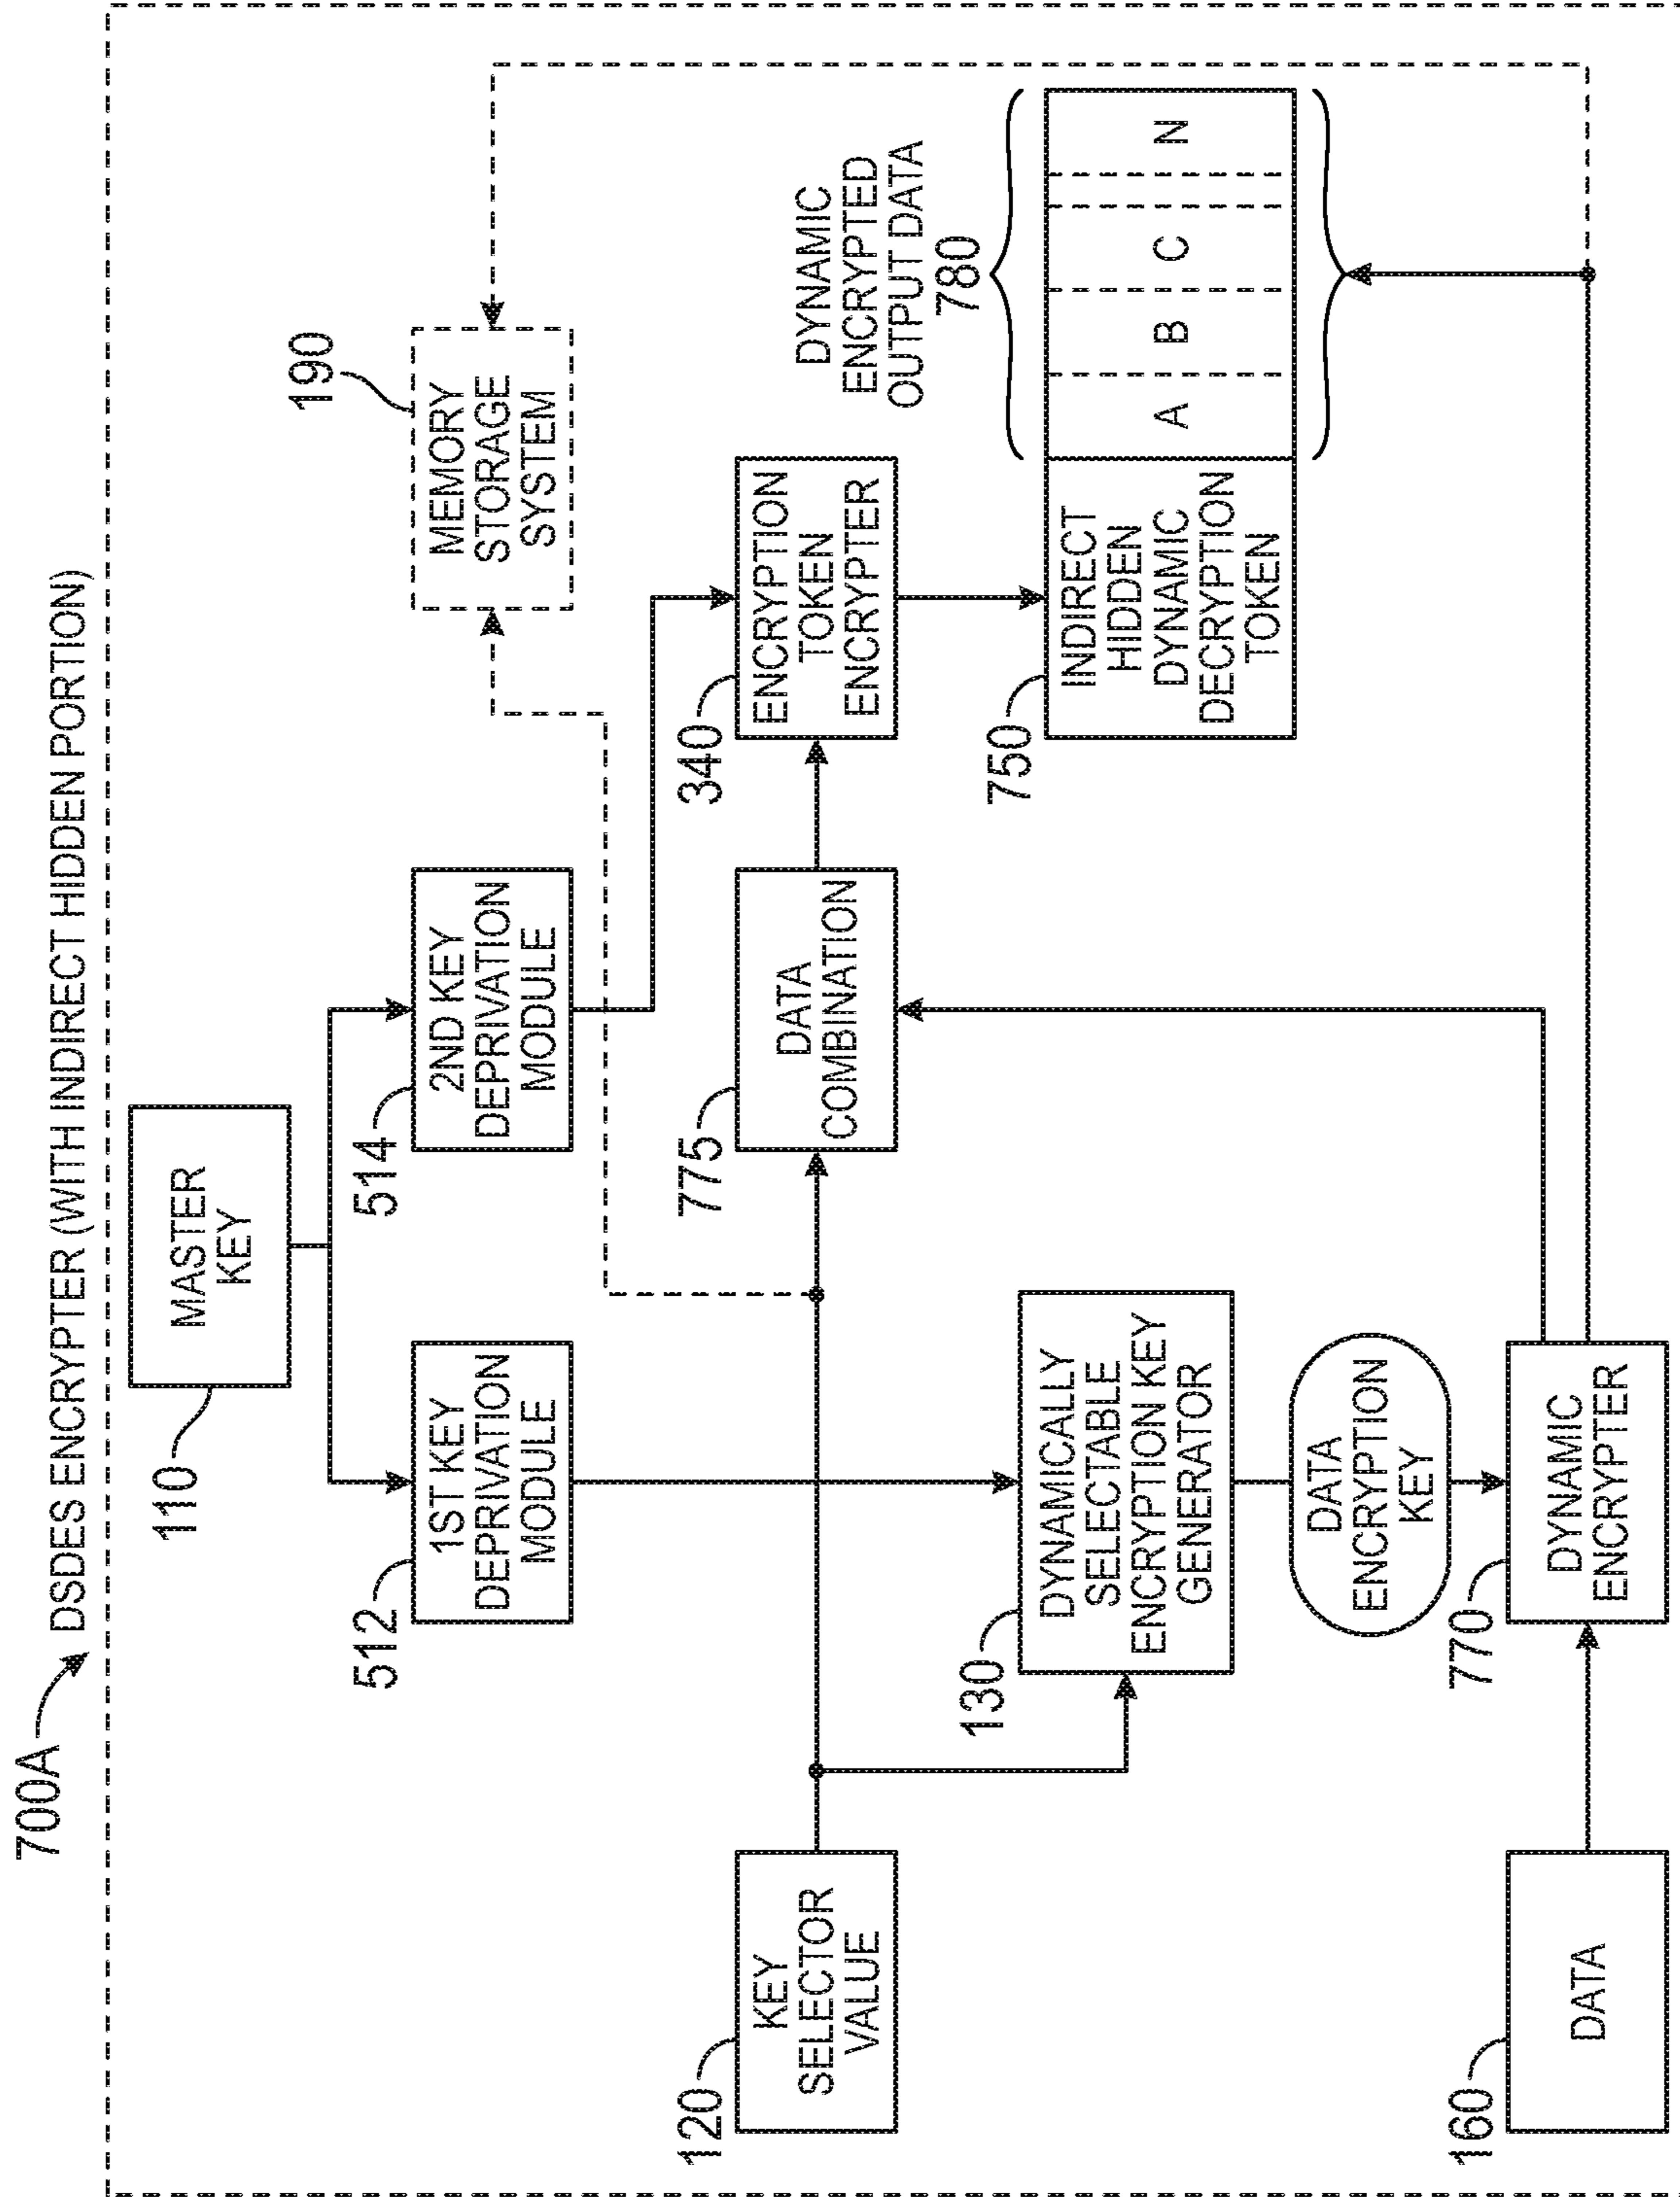 700A
DSDES ENCRYPTER (WITH INDIRECT HIDDEN PORTION)
110
MASTER
KEY
512
1ST KEY
DEPRIVATION
MODULE
514
2ND KEY
DEPRIVATION
MODULE
190
MEMORY
STORAGE
SYSTEM
120
KEY
SELECTOR
VALUE
775
DATA
COMBINATION
340
ENCRYPTION
TOKEN
ENCRYPTER
DYNAMIC
ENCRYPTED
OUTPUT DATA
780
130
DYNAMICALLY
SELECTABLE
ENCRYPTION KEY
GENERATOR
750
INDIRECT
HIDDEN
DYNAMIC
DECRYPTION
TOKEN
A B C N
DATA
ENCRYPTION
KEY
160
DATA
770
DYNAMIC
ENCRYPTER